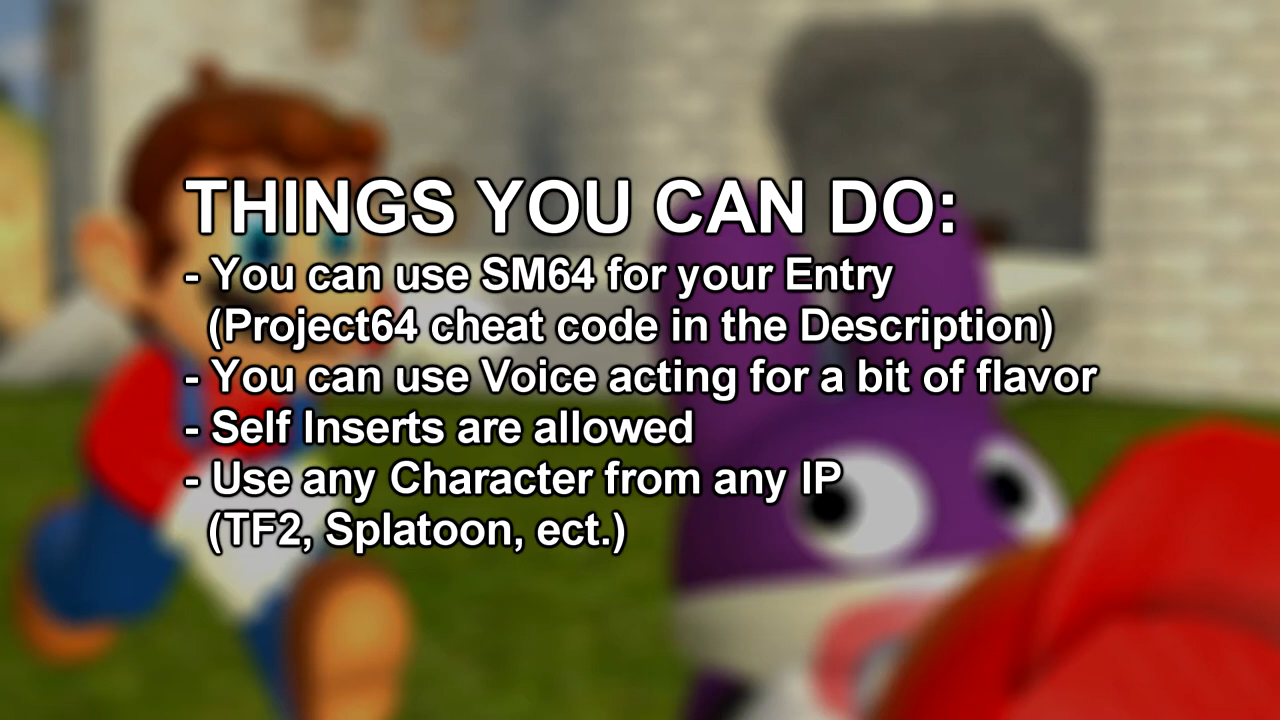 THINGS YOU CAN DO:
- You can use SM64 for your Entry
(Project64 cheat code in the Description)
- You can use Voice acting for a bit of flavor
- Self Inserts are allowed
- Use any Character from any IP
(TF2, Splatoon, ect.)